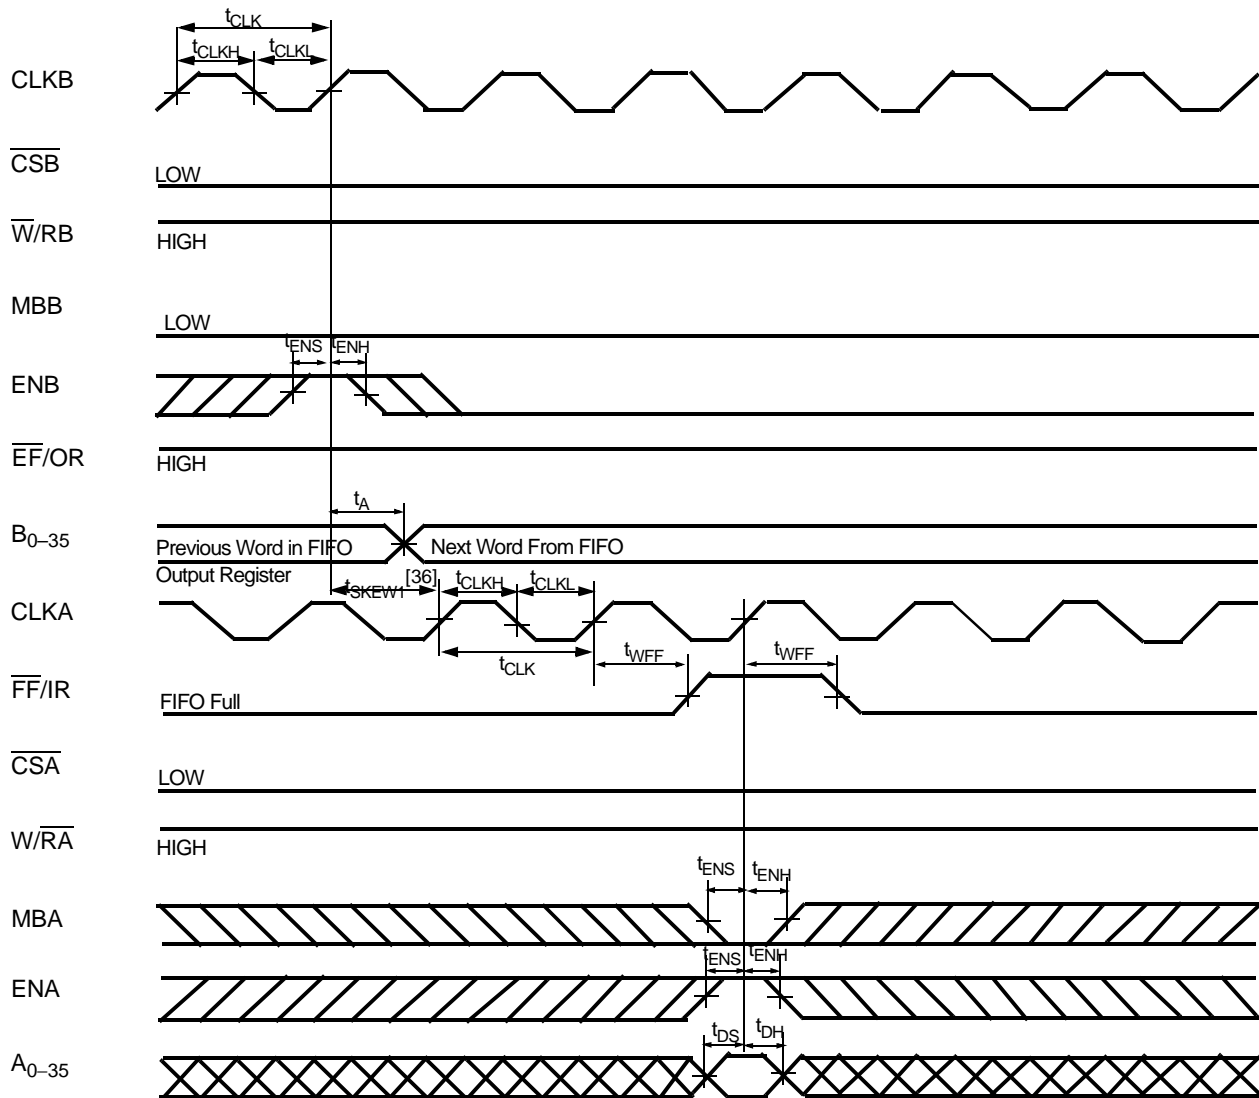 tCLK
tCLKH tCLKL
CLKB
CSB
LOW
W/RB
HIGH
MBB
LOW
tENS tENH
ENB
EF/OR
HIGH
tA
B0–35
Previous Word in FIFO Next Word From FIFO
Output Register
tSKEW1[36] tCLKH tCLKL
CLKA
tCLK tWFF tWFF
FF/IR
FIFO Full
CSA
LOW
W/RA
HIGH
tENS tENH
MBA
tENS tENH
ENA
tDS tDH
A0–35